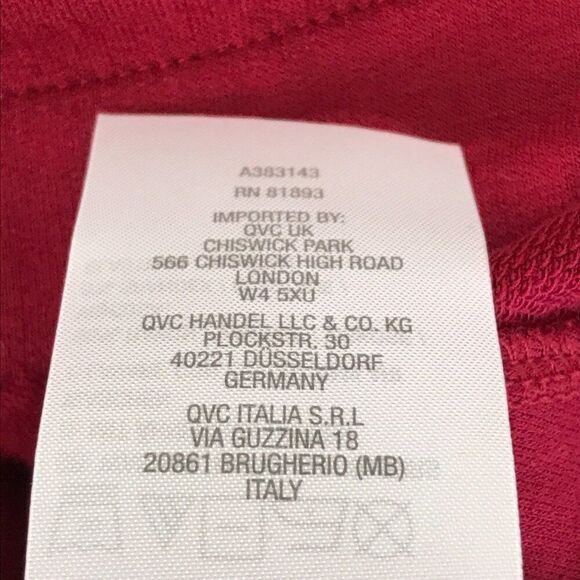 A383143
RN 81893
IMPORTED BY:
QVC UK
CHISWICK PARK
566 CHISWICK HIGH ROAD
LONDON
W4 5XU
QVC HANDEL LLC & CO. KG
PLOCKSTR. 30
40221 DÜSSELDORF
GERMANY
QVC ITALIA S.R.L
VIA GUZZINA 18
20861 BRUGHERIO (MB)
ITALY